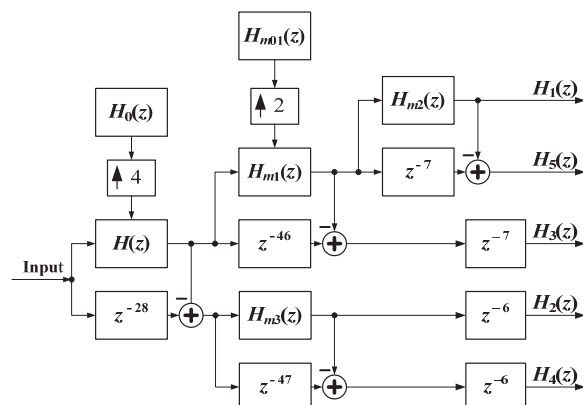 H_{m01}(z)
H_0(z)
↑ 2
H_{m2}(z)
H_1(z)
↑ 4
H_{m1}(z)
z^{-7}
H_5(z)
H(z)
z^{-46}
z^{-7}
H_3(z)
Input
z^{-28}
H_{m3}(z)
z^{-6}
H_2(z)
z^{-47}
z^{-6}
H_4(z)